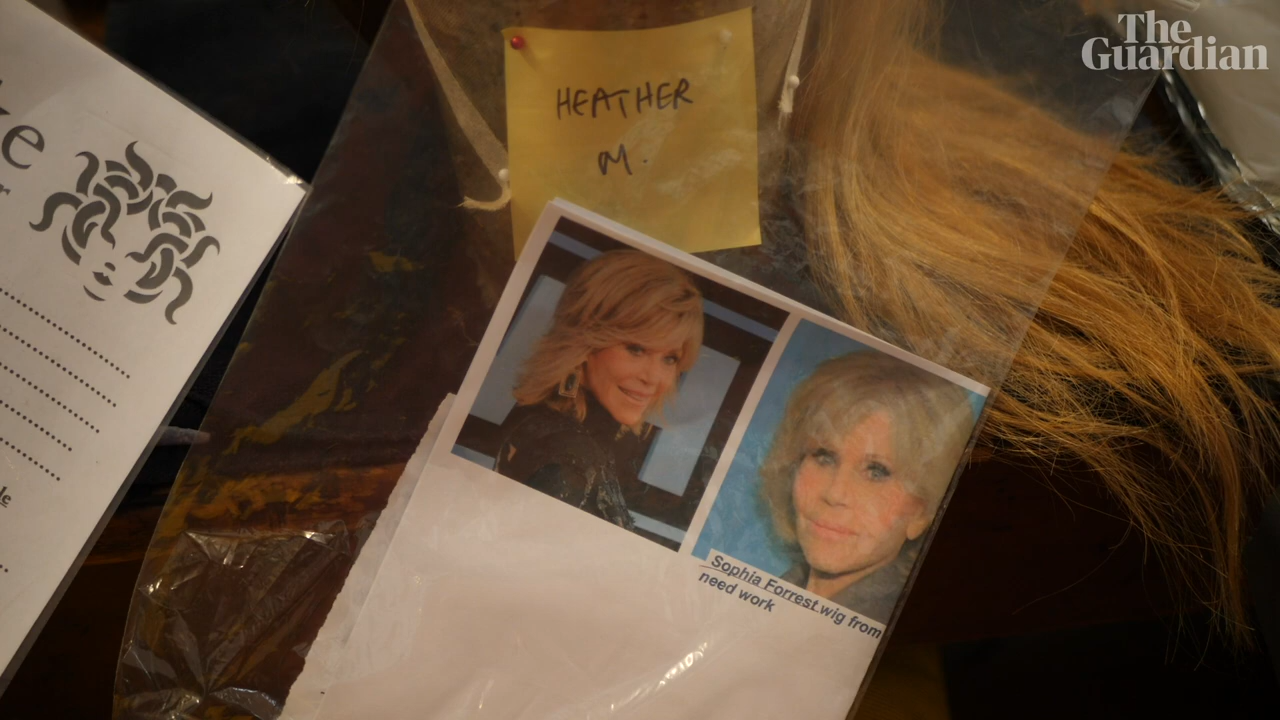 The
Guardian
HEATHER
M.
Sophia Forrest wig from
need work